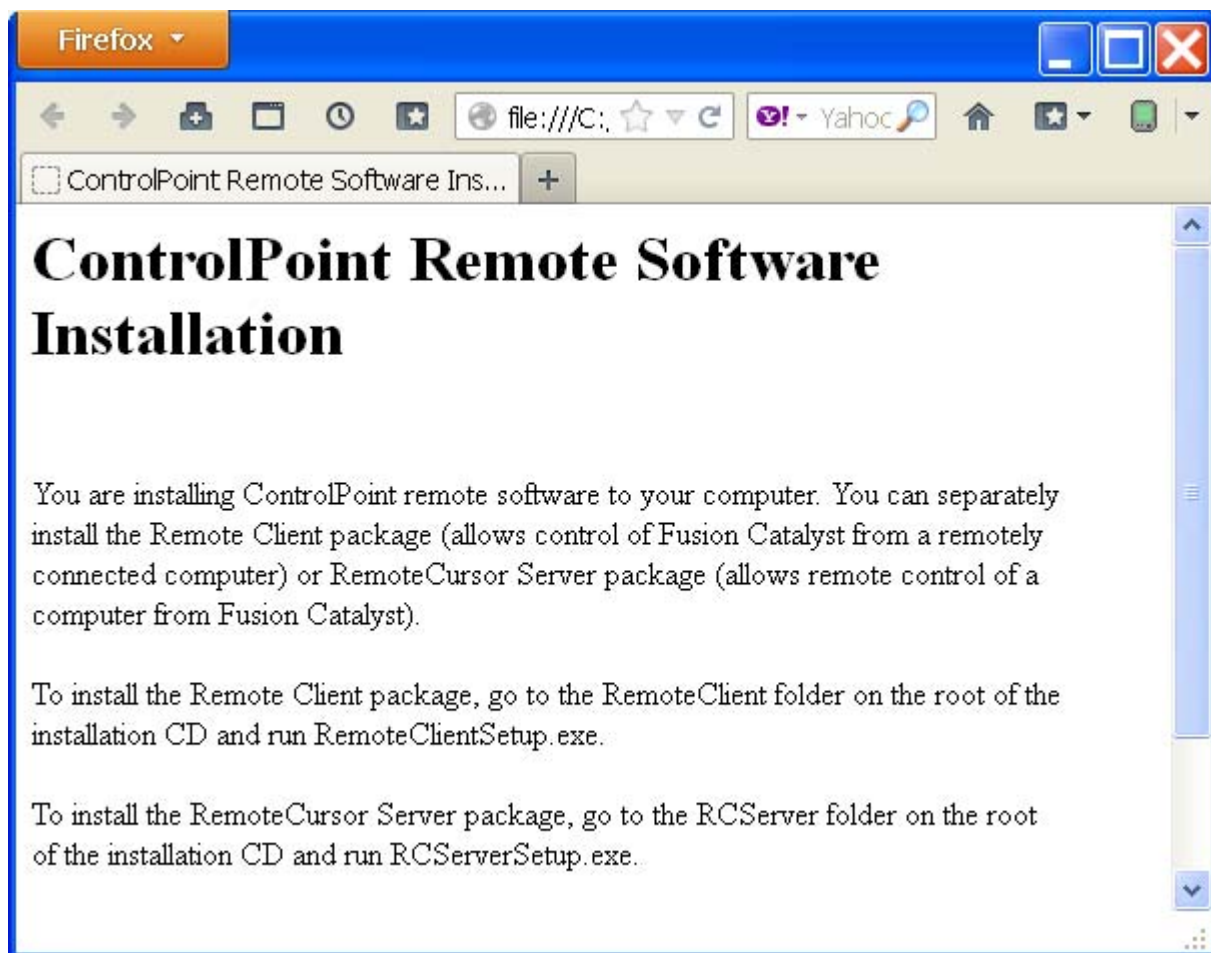 Firefox
file:///C:,
Y! Yahoc
ControlPoint Remote Software Ins...
ControlPoint Remote Software
Installation
You are installing ControlPoint remote software to your computer. You can separately
install the Remote Client package (allows control of Fusion Catalyst from a remotely
connected computer) or RemoteCursor Server package (allows remote control of a
computer from Fusion Catalyst).
To install the Remote Client package, go to the RemoteClient folder on the root of the
installation CD and run RemoteClientSetup.exe.
To install the RemoteCursor Server package, go to the RCServer folder on the root
of the installation CD and run RCServerSetup.exe.